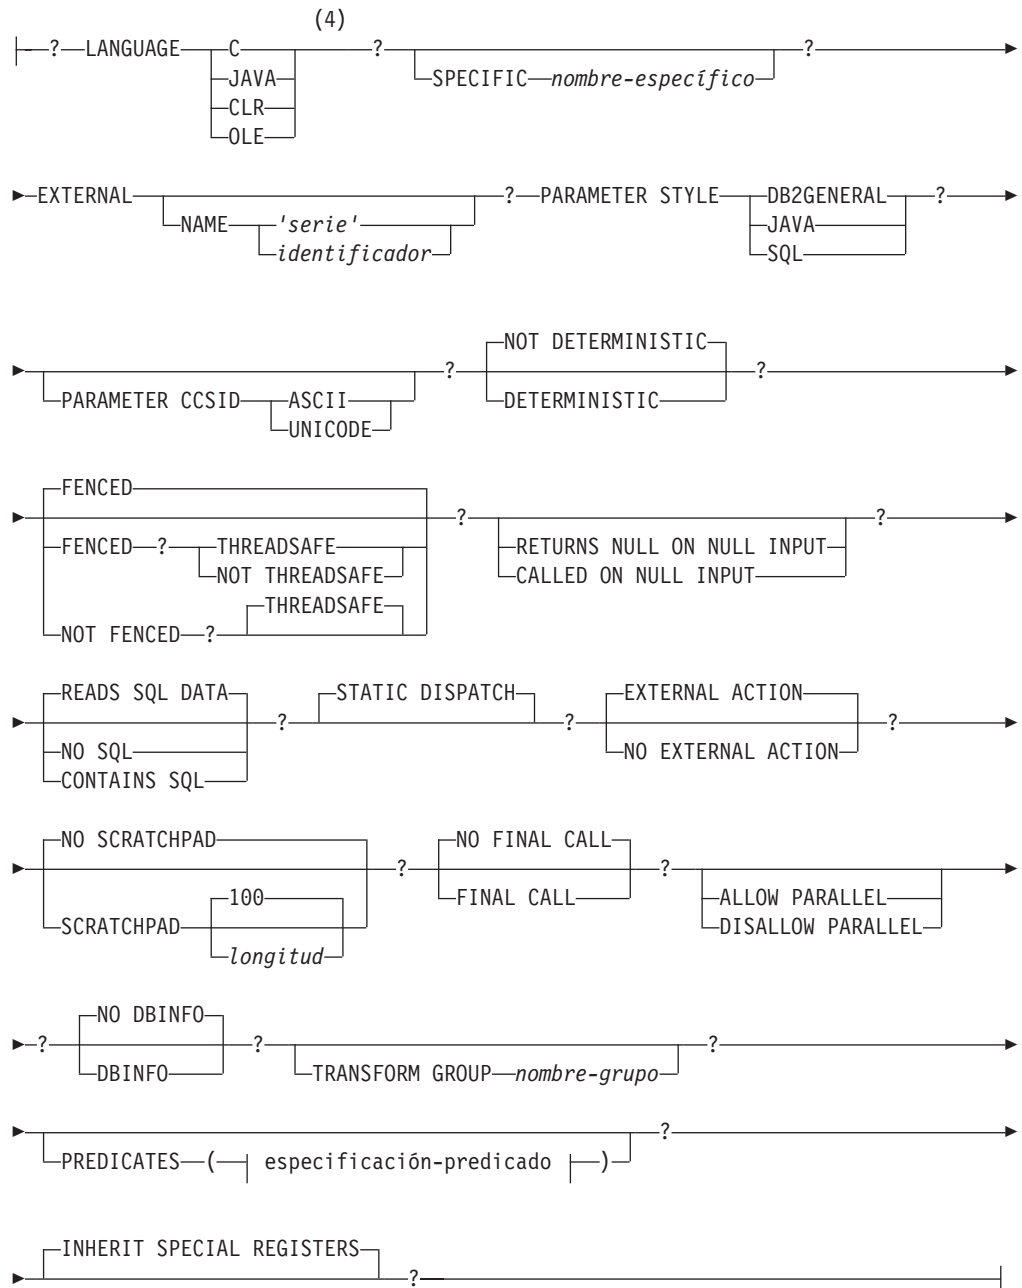 (4)
? LANGUAGE C ? ?
JAVA SPECIFIC nombre-específico
CLR
OLE
EXTERNAL ? PARAMETER STYLE DB2GENERAL ?
NAME 'serie' JAVA
identificador SQL
NOT DETERMINISTIC
? ?
PARAMETER CCSID ASCII DETERMINISTIC
UNICODE
FENCED
? ?
FENCED ? THREADSAFE RETURNS NULL ON NULL INPUT
NOT THREADSAFE CALLED ON NULL INPUT
THREADSAFE
NOT FENCED ?
READS SQL DATA STATIC DISPATCH EXTERNAL ACTION
? ? ?
NO SQL NO EXTERNAL ACTION
CONTAINS SQL
NO SCRATCHPAD NO FINAL CALL
? ?
100 FINAL CALL ALLOW PARALLEL
SCRATCHPAD DISALLOW PARALLEL
longitud
NO DBINFO
? ? ?
DBINFO TRANSFORM GROUP nombre-grupo
?
PREDICATES ( especificación-predicado )
INHERIT SPECIAL REGISTERS
?